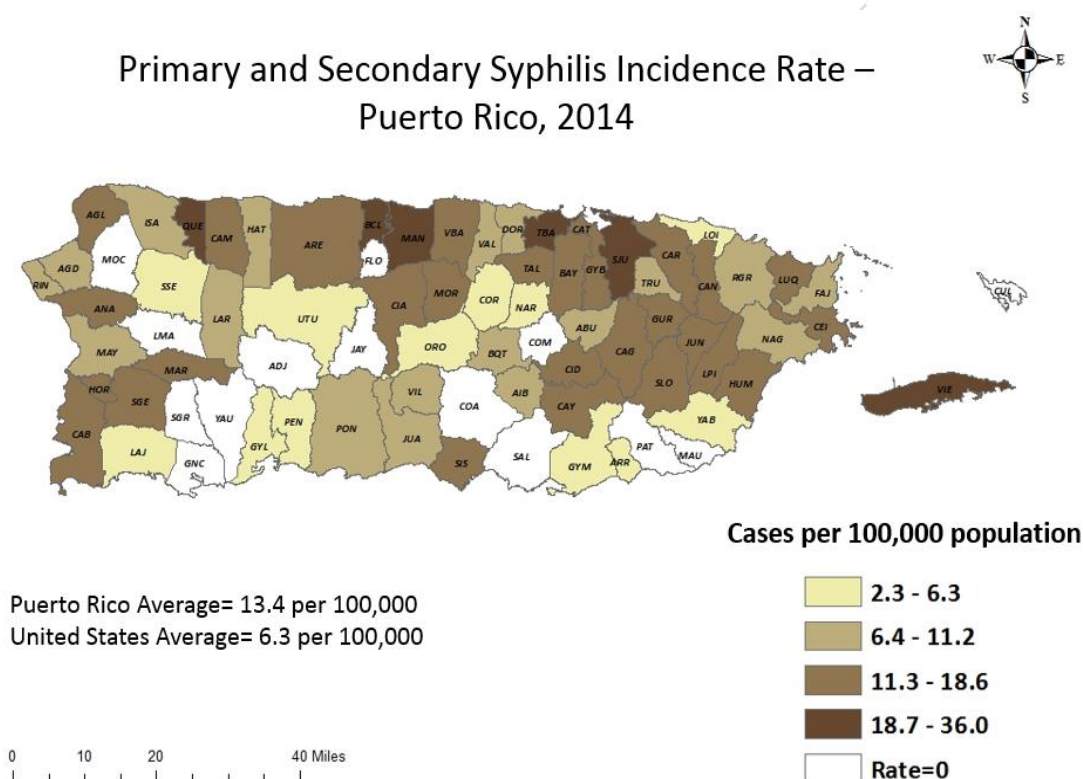 N
W E
S
Primary and Secondary Syphilis Incidence Rate –
Puerto Rico, 2014
AGL
ISA
QUE
CAM
HAT
ARE
BCL
MAN
VBA
VAL
DOR
TBA
CAT
SJU
LOI
MOC
FLO
AGD
RIN
SSE
TAL
BAY
GYB
CAR
CAN
TRU
RGR
LUQ
FAJ
CUL
ANA
LAR
UTU
CIA
MOR
COR
NAR
LMA
MAY
JAY
ORO
BQT
COM
ABU
GUR
JUN
NAG
CEI
MAR
ADJ
CID
CAG
SLO
LPI
HUM
VIE
HOR
SGE
VIL
AIB
CAY
CAB
SGR
YAU
GYL
PEN
PON
JUA
COA
YAB
LAJ
GNC
SIS
SAL
GYM
ARR
PAT
MAU
Cases per 100,000 population
2.3 - 6.3
6.4 - 11.2
11.3 - 18.6
18.7 - 36.0
Rate=0
Puerto Rico Average= 13.4 per 100,000
United States Average= 6.3 per 100,000
0 10 20 40 Miles